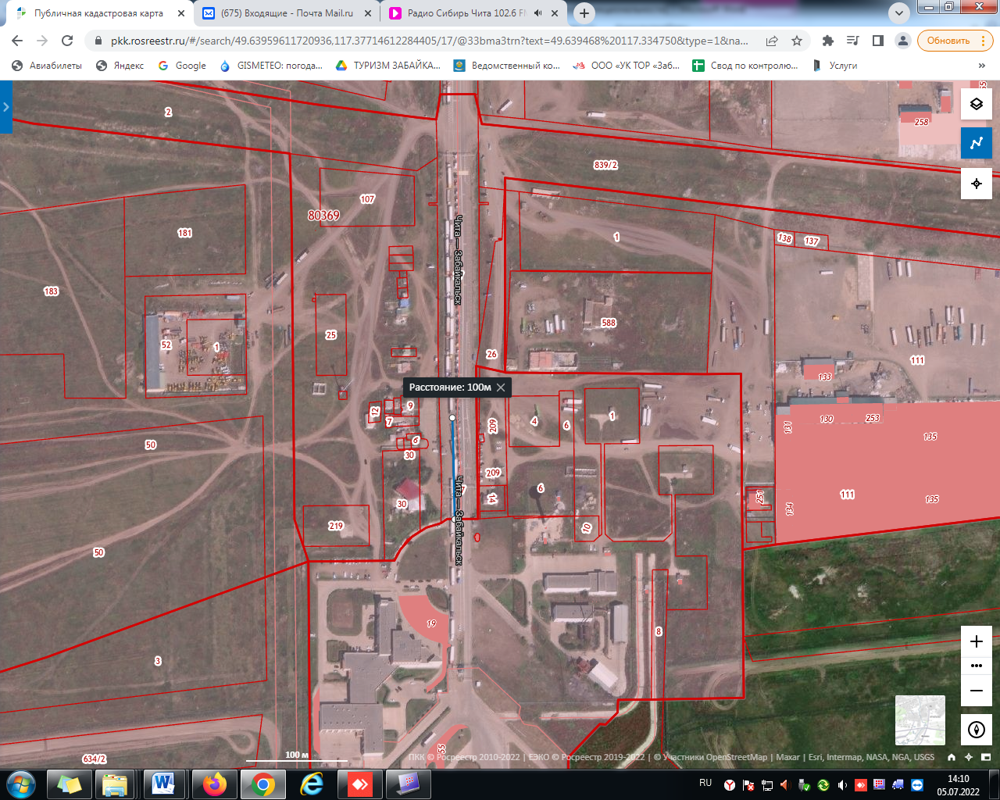 Публичная кадастровая карта
(675) Входящие - Почта Mail.ru
Радио Сибирь Чита 102.6 F
pkk.rosreestr.ru/#/search/49.63959611720936,117.37714612284405/17/@33bma3trn?text=49.639468%20117.334750&type=1&na...
Обновить
Авиабилеты
Яндекс
Google
GISMETEO: погода...
ТУРИЗМ ЗАБАЙКА...
Ведомственный ко...
ООО «УК ТОР «Заб...
Свод по контролю...
Услуги
»
2
258
839/2
107
80369
181
1
138
137
Чита — Забайкальск
183
588
25
52
1
26
111
133
Расстояние: 100м
12
9
7
4
6
1
209
130
253
131
135
6
50
30
209
6
14
30
251
111
135
134
219
10
50
Чита — Забайкальск
19
8
3
55
634/2
100 м
ПКК © Росреестр 2010-2022 | ЕЭКО © Росреестр 2019-2022 | © Участники OpenStreetMap | Maxar | Esri, Intermap, NASA, NGA, USGS
RU
14:10
05.07.2022